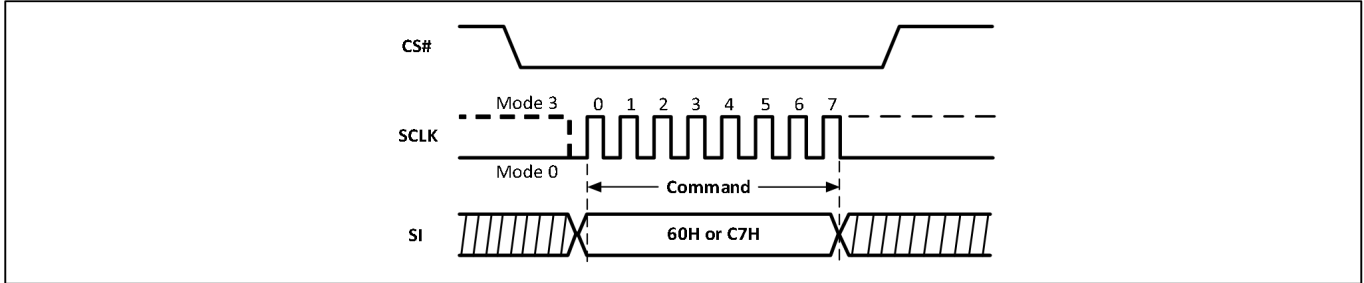 CS#
Mode 3
0 1 2 3 4 5 6 7
SCLK
Mode 0
Command
SI
60H or C7H